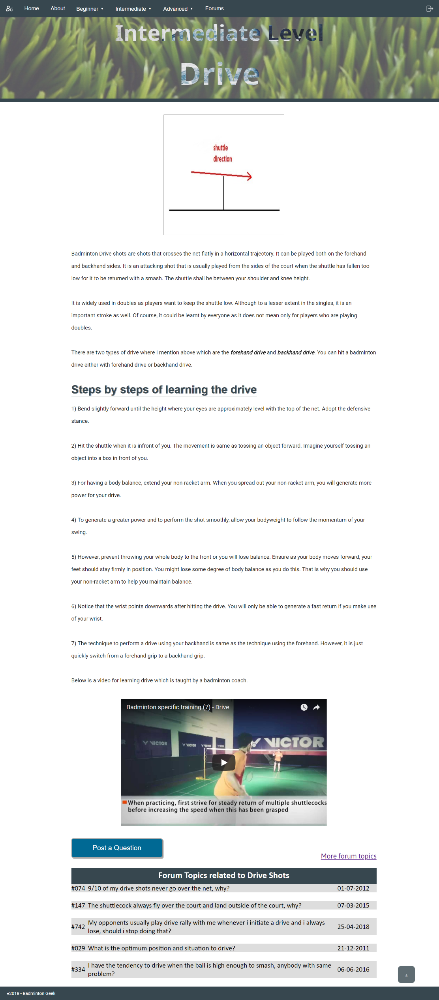 BG Home About Beginner ▼ Intermediate ▼ Advanced ▼ Forums
Intermediate Level
Drive
shuttle
direction
Badminton Drive shots are shots that crosses the net flatly in a horizontal trajectory. It can be played both on the forehand
and backhand sides. It is an attacking shot that is usually played from the sides of the court when the shuttle has fallen too
low for it to be returned with a smash. The shuttle shall be between your shoulder and knee height.
It is widely used in doubles as players want to keep the shuttle low. Although to a lesser extent in the singles, it is an
important stroke as well. Of course, it could be learnt by everyone as it does not mean only for players who are playing
doubles.
There are two types of drive where I mention above which are the forehand drive and backhand drive. You can hit a badminton
drive either with forehand drive or backhand drive.
Steps by steps of learning the drive
1) Bend slightly forward until the height where your eyes are approximately level with the top of the net. Adopt the defensive
stance.
2) Hit the shuttle when it is infront of you. The movement is same as tossing an object forward. Imagine yourself tossing an
object into a box in front of you.
3) For having a body balance, extend your non-racket arm. When you spread out your non-racket arm, you will generate more
power for your drive.
4) To generate a greater power and to perform the shot smoothly, allow your bodyweight to follow the momentum of your
swing.
5) However, prevent throwing your whole body to the front or you will lose balance. Ensure as your body moves forward, your
feet should stay firmly in position. You might lose some degree of body balance as you do this. That is why you should use
your non-racket arm to help you maintain balance.
6) Notice that the wrist points downwards after hitting the drive. You will only be able to generate a fast return if you make use
of your wrist.
7) The technique to perform a drive using your backhand is same as the technique using the forehand. However, it is just
quickly switch from a forehand grip to a backhand grip.
Below is a video for learning drive which is taught by a badminton coach.
Badminton specific training (7) - Drive
R VICTOR VICTOR VICTOR VICTOR VICTOR
When practicing, first strive for steady return of multiple shuttlecocks
before increasing the speed when this has been grasped
Post a Question
More forum topics
Forum Topics related to Drive Shots
#074 9/10 of my drive shots never go over the net, why? 01-07-2012
#147 The shuttlecock always fly over the court and land outside of the court, why? 07-03-2015
#742 My opponents usually play drive rally with me whenever i initiate a drive and i always
lose, should i stop doing that? 25-04-2018
#029 What is the optimum position and situation to drive? 21-12-2011
#334 I have the tendency to drive when the ball is high enough to smash, anybody with same
problem? 06-06-2016
♠2018 - Badminton Geek